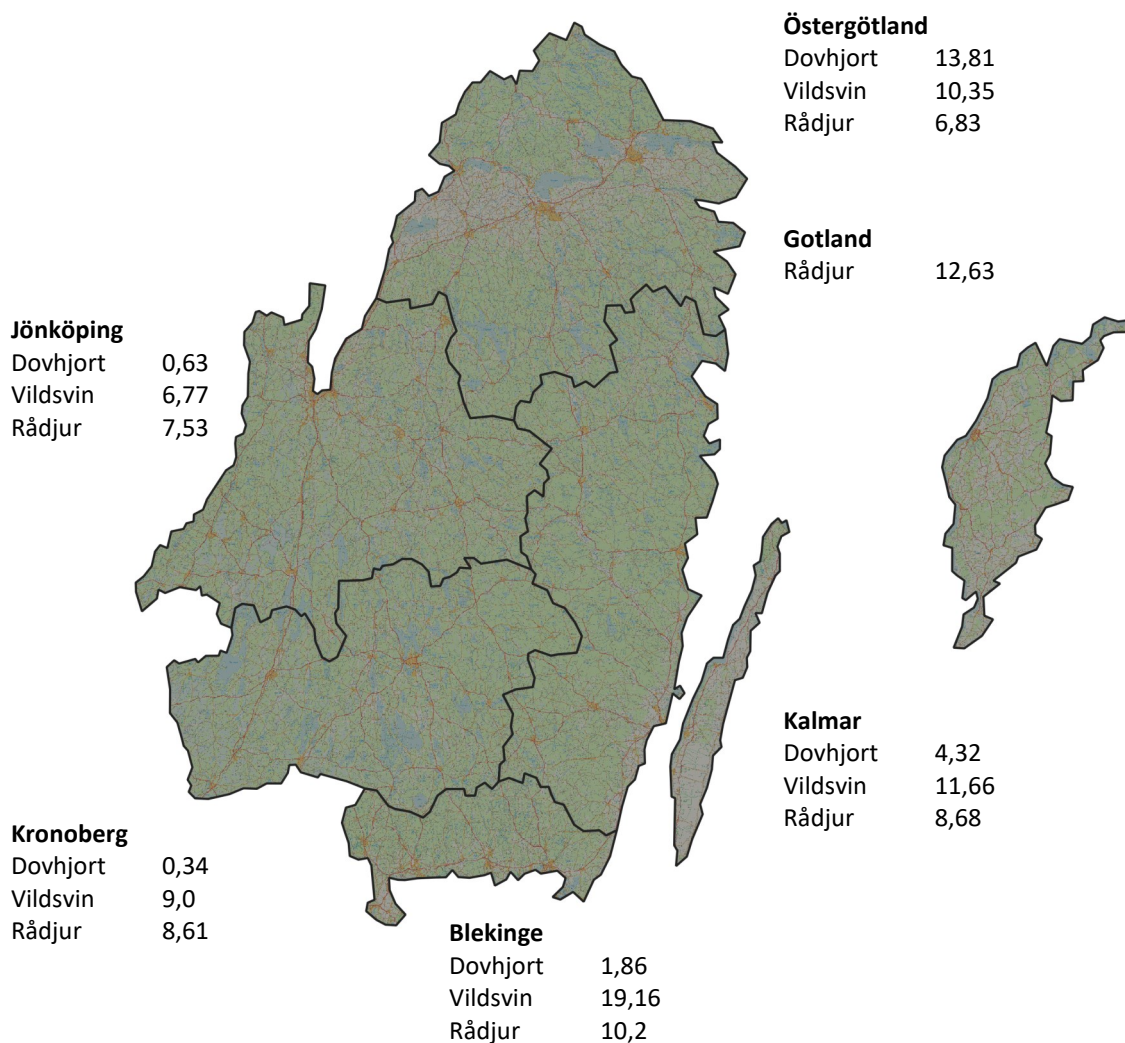 Östergötland
Dovhjort 13,81
Vildsvin 10,35
Rådjur 6,83
Gotland
Rådjur 12,63
Jönköping
Dovhjort 0,63
Vildsvin 6,77
Rådjur 7,53
Kalmar
Dovhjort 4,32
Vildsvin 11,66
Rådjur 8,68
Kronoberg
Dovhjort 0,34
Vildsvin 9,0
Rådjur 8,61
Blekinge
Dovhjort 1,86
Vildsvin 19,16
Rådjur 10,2